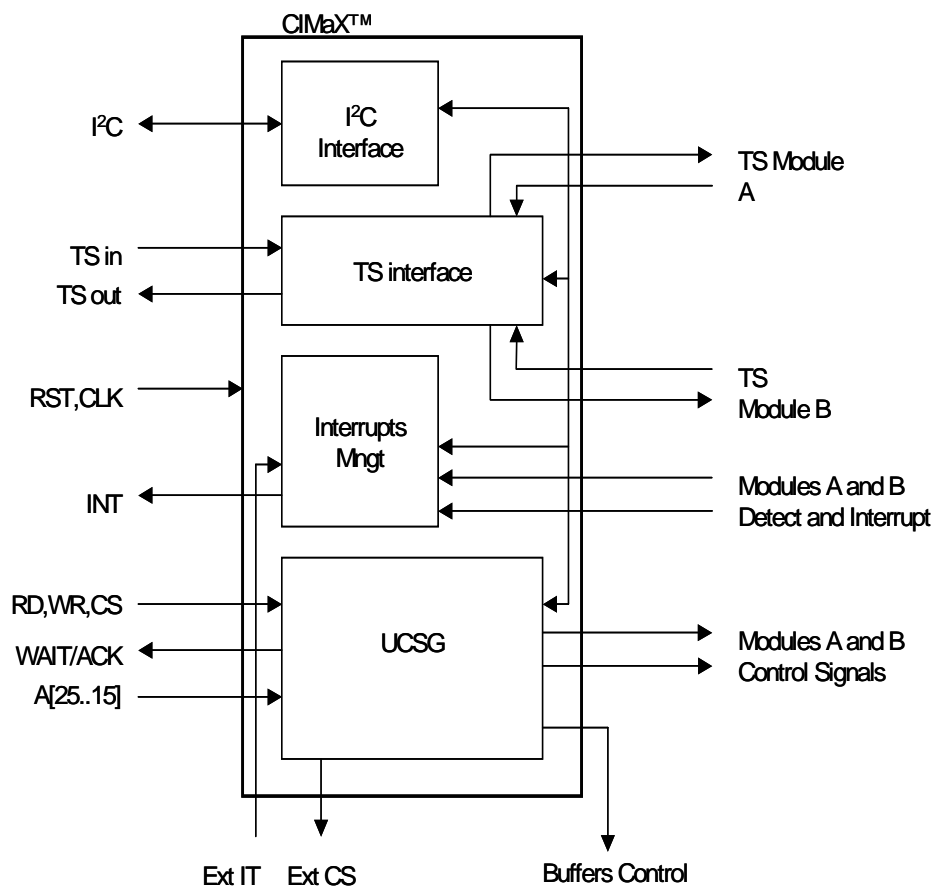 CIMaX™
I²C
I²C
Interface
TS Module
A
TS in
TS interface
TS out
TS
Module B
RST,CLK
Interrupts
Mngt
INT
Modules A and B
Detect and Interrupt
RD,WR,CS
UCSG
WAIT/ACK
Modules A and B
Control Signals
A[25..15]
Ext IT
Ext CS
Buffers Control